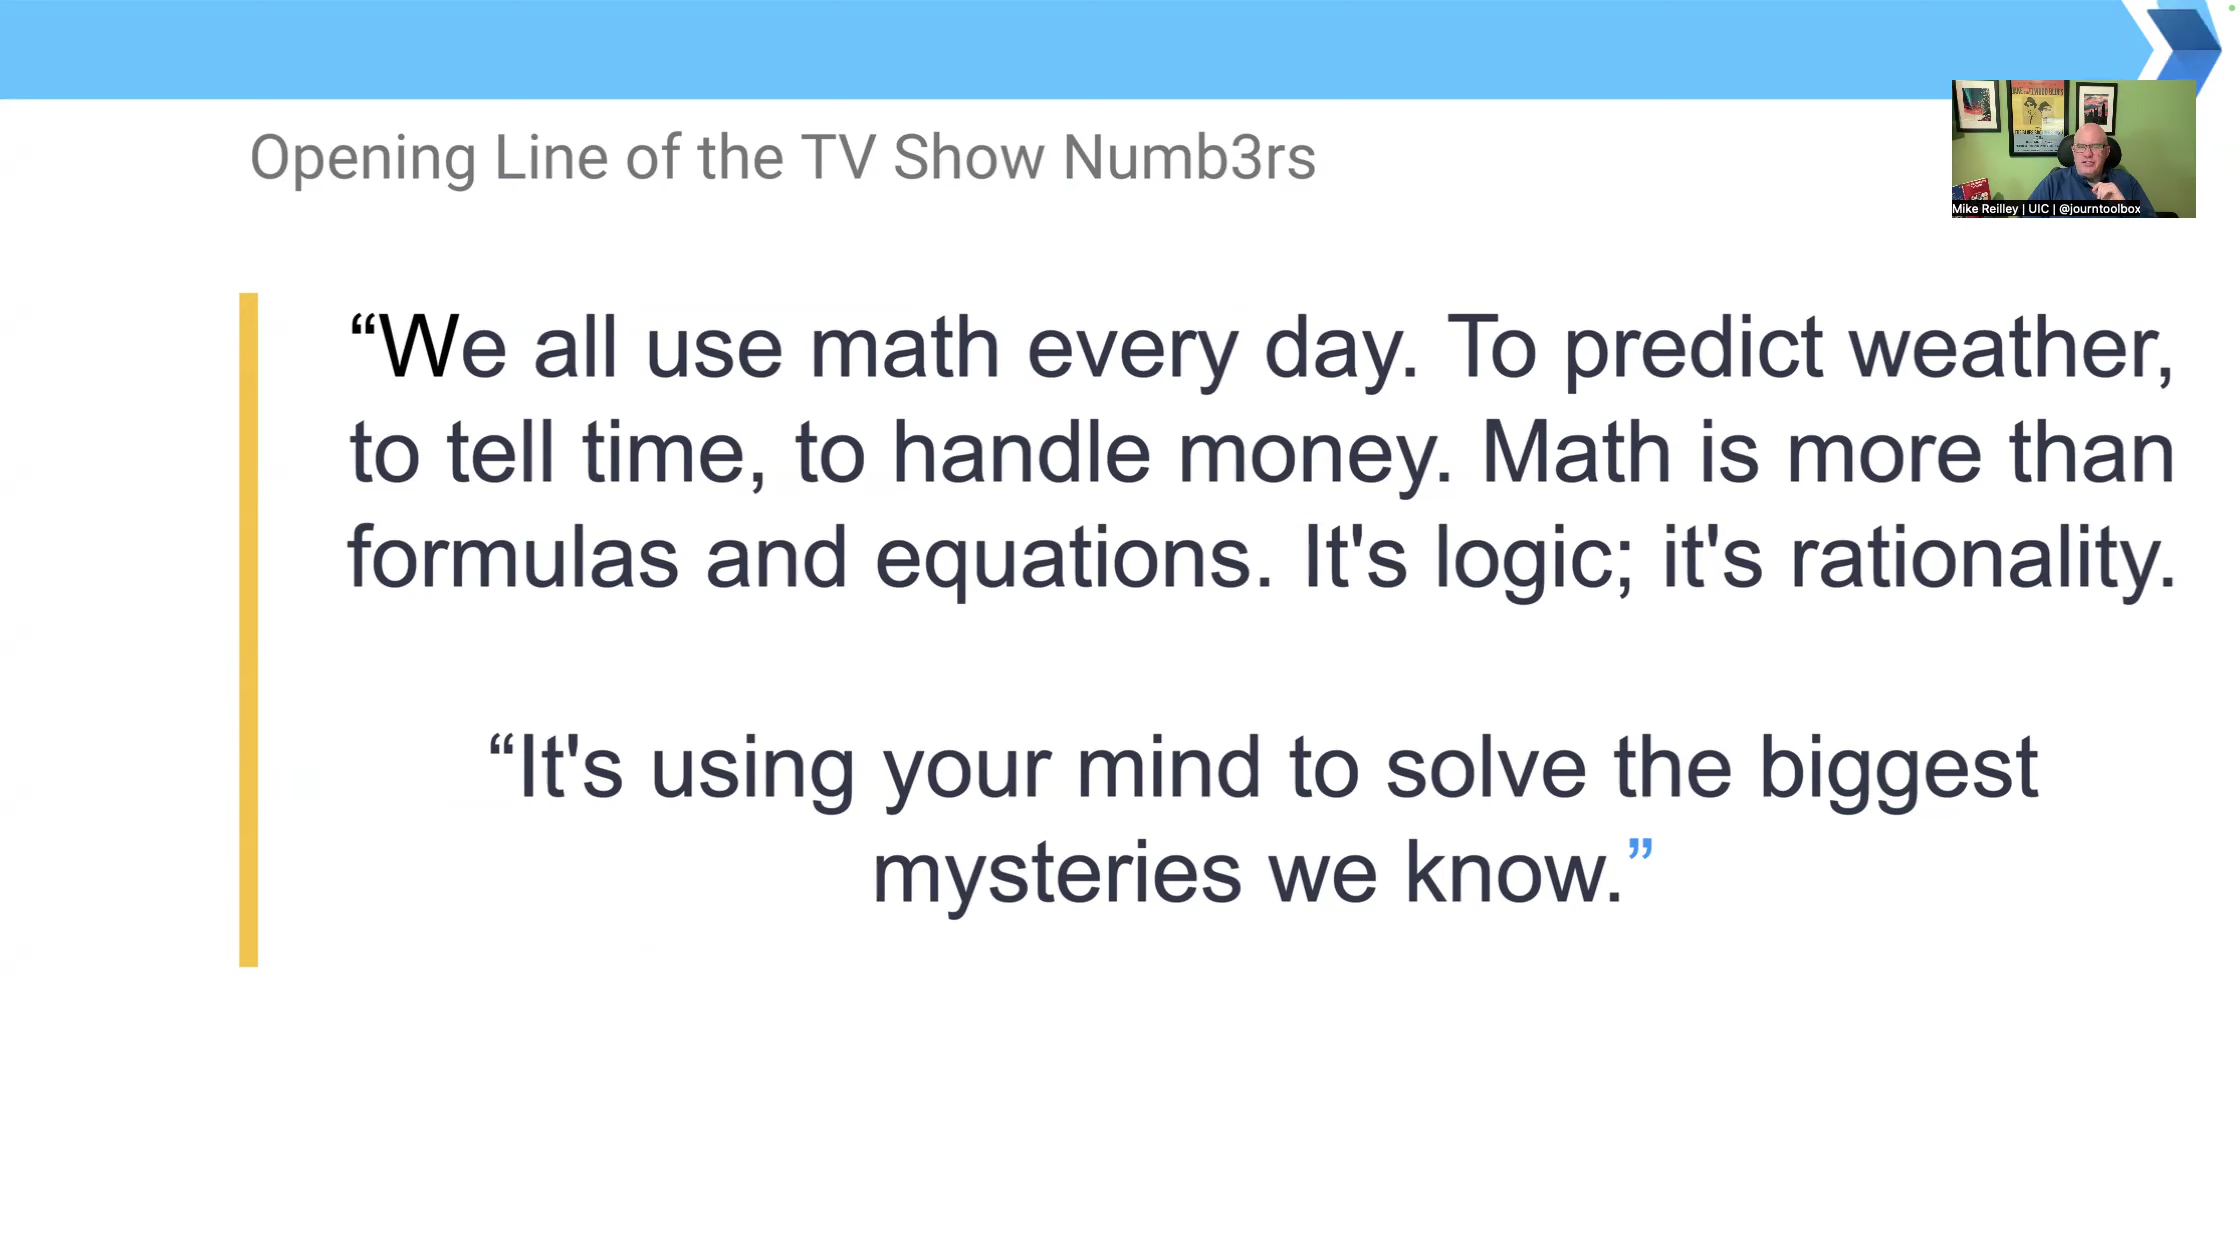 Opening Line of the TV Show Numb3rs
Mike Reilley | UIC | @journtoolbox
“We all use math every day. To predict weather,
to tell time, to handle money. Math is more than
formulas and equations. It's logic; it's rationality.
“It's using your mind to solve the biggest
mysteries we know.”